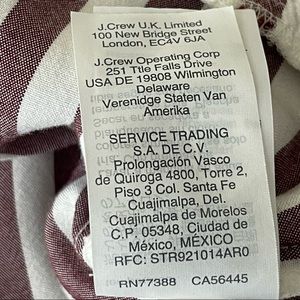 J.Crew U.K. Limited
100 New Bridge Street
London, EC4V 6JA
J.Crew Operating Corp
251 Ttle Falls Drive
USA DE 19808 Wilmington
Delaware
Verenidge Staten Van
Amerika
SERVICE TRADING
S.A. DE C.V.
Prolongación Vasco
de Quiroga 4800, Torre 2,
Piso 3 Col. Santa Fe
Cuajimalpa, Del.
Cuajimalpa de Morelos
C.P. 05348, Ciudad de
México, MÉXICO
RFC: STR921014AR0
RN77388 CA56445